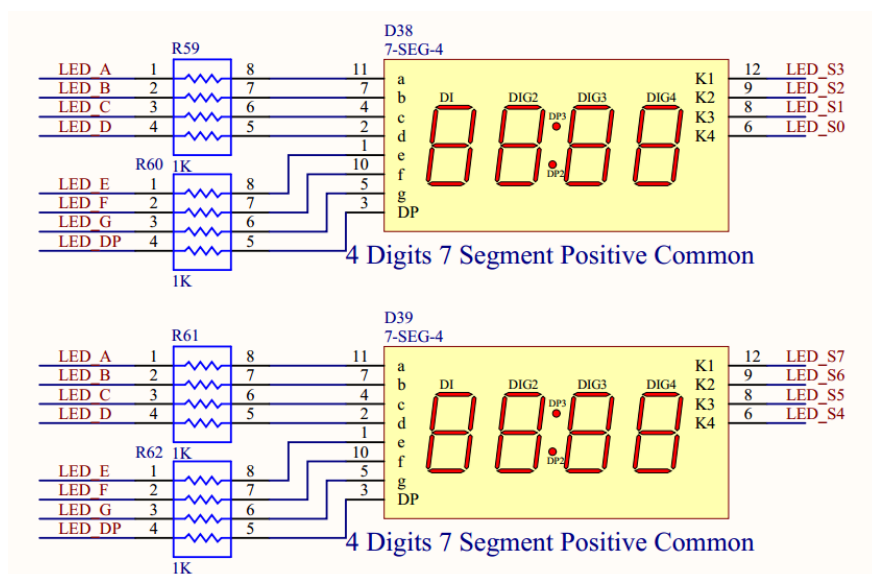 D38
7-SEG-4
R59
LED_A 1 8 11 a K1 12 LED_S3
LED_B 2 7 7 b K2 9 LED_S2
LED_C 3 6 4 c K3 8 LED_S1
LED_D 4 5 2 d K4 6 LED_S0
DI DIG2 DIG3 DIG4
DP3
DP2
1K
R60
1 e
10 f
LED_E 1 8 5 g
LED_F 2 7 3 DP
LED_G 3 6
LED_DP 4 5
4 Digits 7 Segment Positive Common
1K
D39
7-SEG-4
R61
LED_A 1 8 11 a K1 12 LED_S7
LED_B 2 7 7 b K2 9 LED_S6
LED_C 3 6 4 c K3 8 LED_S5
LED_D 4 5 2 d K4 6 LED_S4
DI DIG2 DIG3 DIG4
DP3
DP2
1K
R62
1 e
10 f
LED_E 1 8 5 g
LED_F 2 7 3 DP
LED_G 3 6
LED_DP 4 5
4 Digits 7 Segment Positive Common
1K